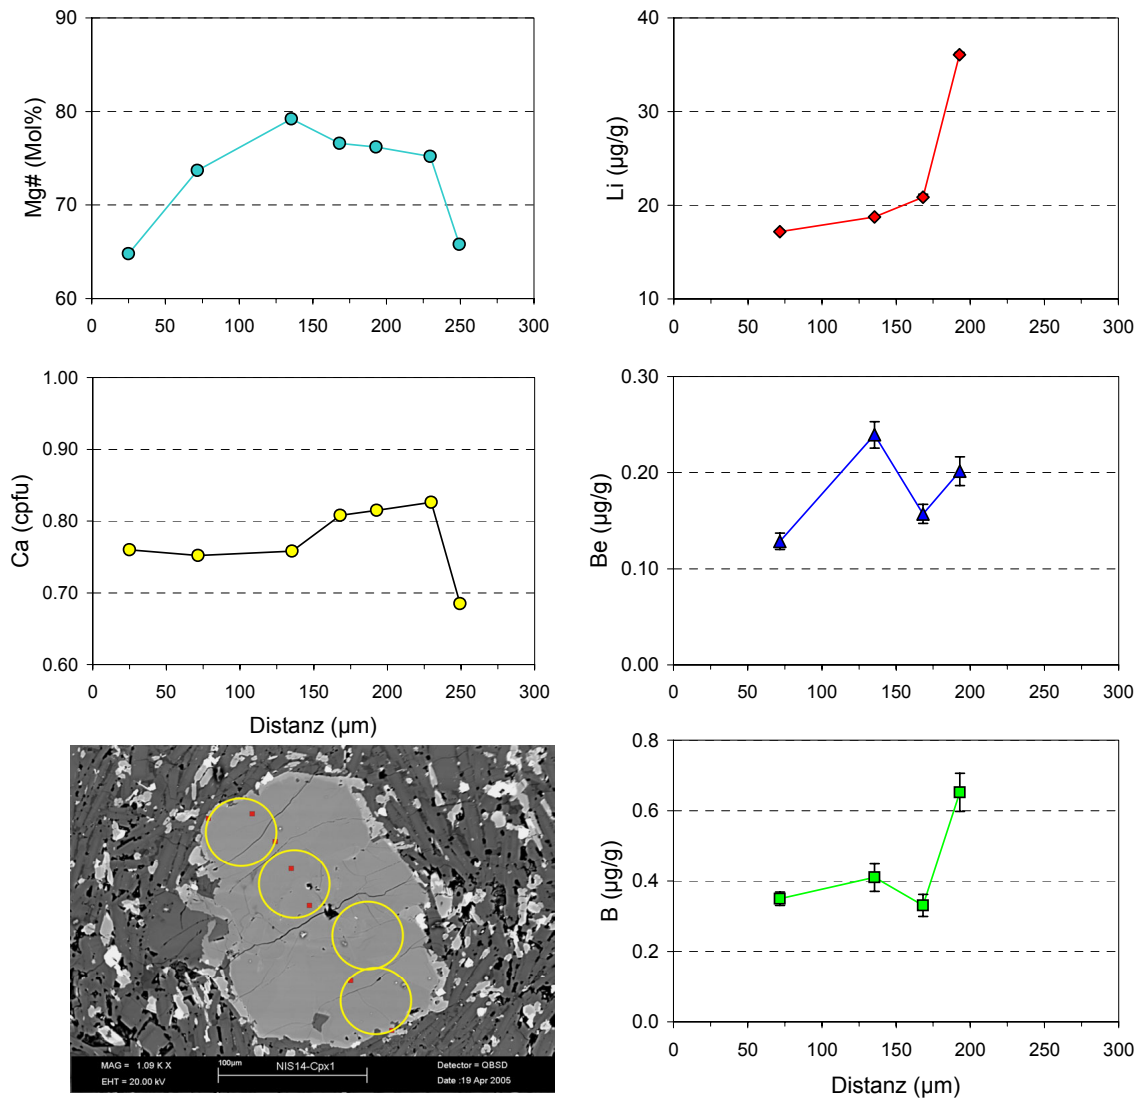 90
80
70
60
Mg# (Mol%)
0 50 100 150 200 250 300
40
30
20
10
Li (µg/g)
0 50 100 150 200 250 300
1.00
0.90
0.80
0.70
0.60
Ca (cpfu)
0 50 100 150 200 250 300
Distanz (µm)
0.30
0.20
0.10
0.00
Be (µg/g)
0 50 100 150 200 250 300
0.8
0.6
0.4
0.2
0.0
B (µg/g)
0 50 100 150 200 250 300
Distanz (µm)
MAG = 1.09 K X
EHT = 20.00 kV
100µm
NIS14-Cpx1
Detector = QBSD
Date :19 Apr 2005